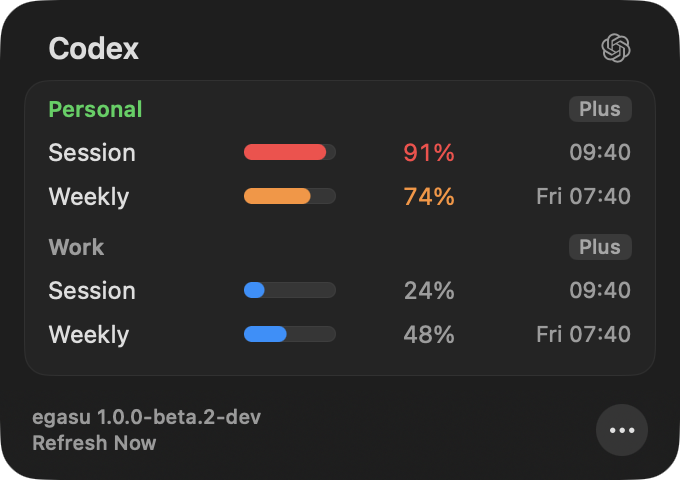 Codex
Personal Plus
Session 91% 09:40
Weekly 74% Fri 07:40
Work Plus
Session 24% 09:40
Weekly 48% Fri 07:40
egasu 1.0.0-beta.2-dev
Refresh Now